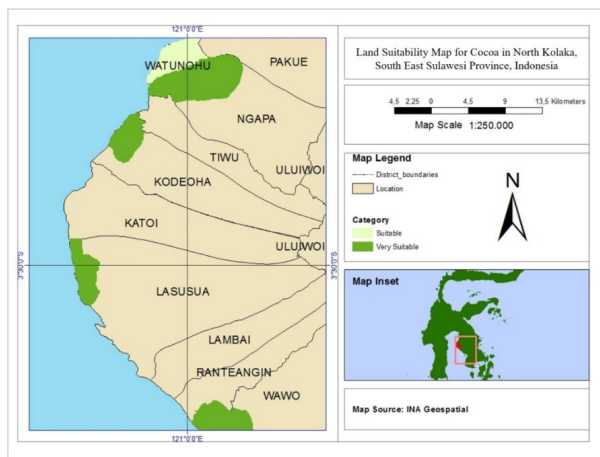 121°0'0"E
WATUNOHU
PAKUE
NGAPA
TIWU
ULUIWOI
KODEOHA
KATOI
ULUIWOI
3°30'0"S
3°30'0"S
LASUSUA
LAMBAI
RANTEANGIN
WAWO
121°0'0"E
Land Suitability Map for Cocoa in North Kolaka,
South East Sulawesi Province, Indonesia
4,5 2,25 0 4,5 9 13,5 Kilometers
Map Scale 1:250.000
Map Legend
District_boundaries
Location
Category
Suitable
Very Suitable
N
Map Inset
Map Source: INA Geospatial